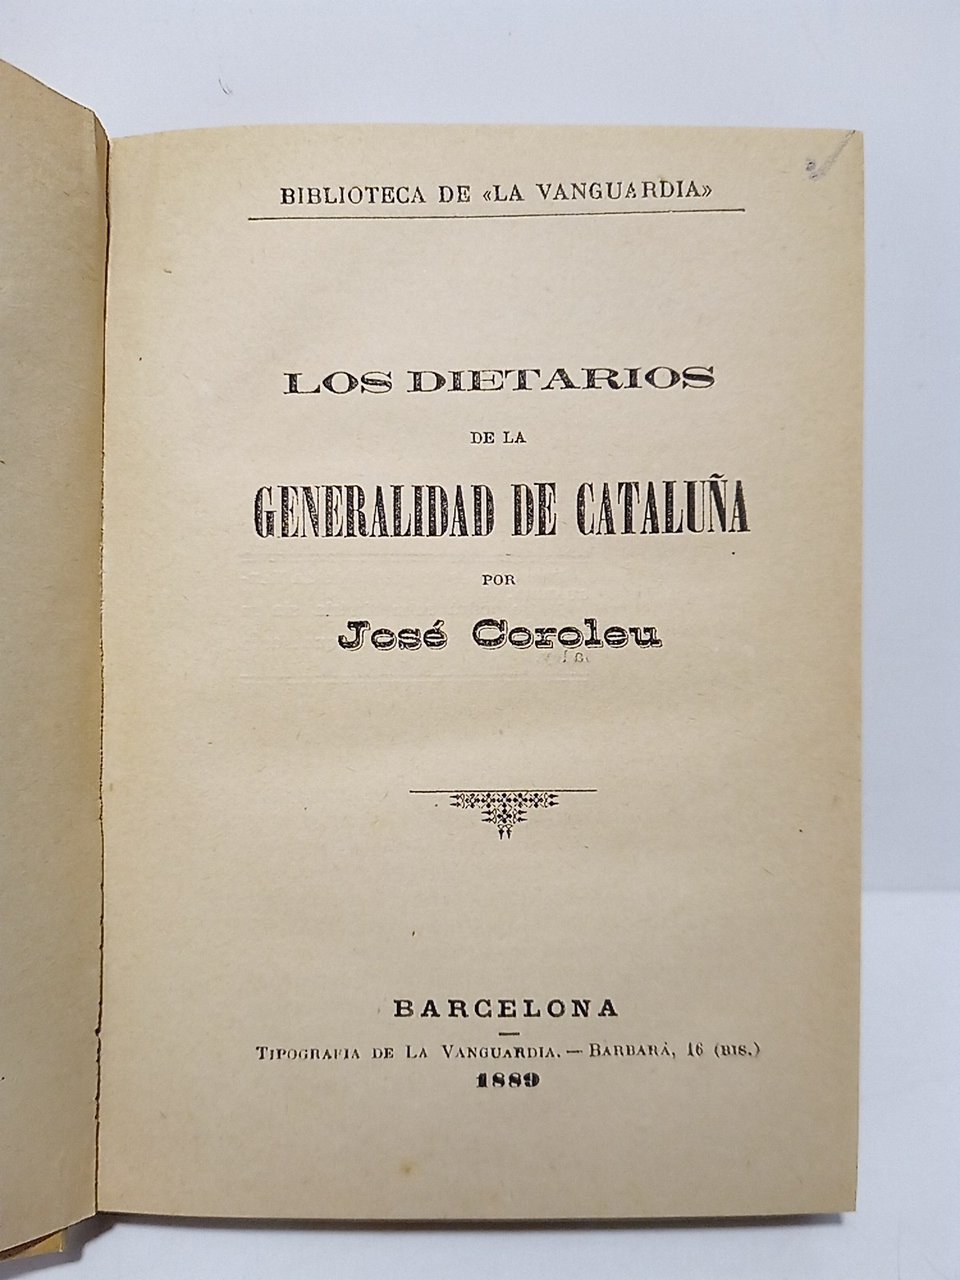 BIBLIOTECA DE «LA VANGUARDIA»
LOS DIETARIOS
DE LA
GENERALIDAD DE CATALUÑA
POR
José Coroleu
BARCELONA
TIPOGRAFIA DE LA VANGUARDIA.—BARBARÁ, 16 (BIS.)
1889